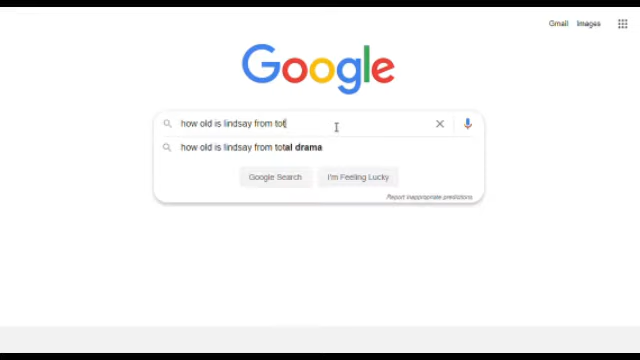 Gmail Images
Google
how old is lindsay from tot
how old is lindsay from total drama
Google Search I'm Feeling Lucky
Report inappropriate predictions